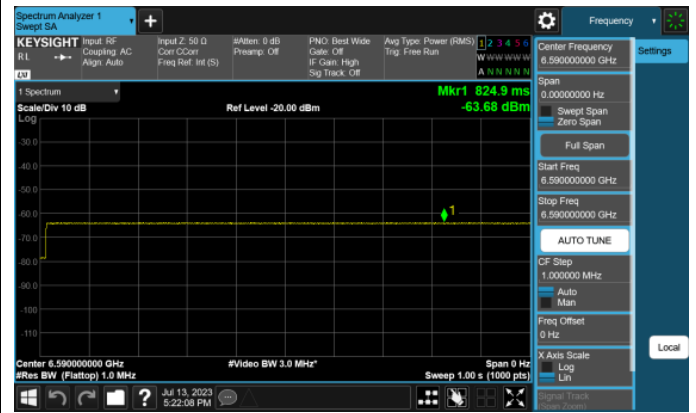 Spectrum Analyzer 1
Swept SA
Frequency
KEYSIGHT
RL
LXI
Input: RF
Coupling: AC
Align: Auto
Input Z: 50 Ω
Corr CCorr
Freq Ref: Int (S)
#Atten: 0 dB
Preamp: Off
PNO: Best Wide
Gate: Off
IF Gain: High
Sig Track: Off
Avg Type: Power (RMS)
Trig: Free Run
1 2 3 4 5 6
W W W W W W
A N N N N N
1 Spectrum
Scale/Div 10 dB
Ref Level -20.00 dBm
Mkr1 824.9 ms
-63.68 dBm
Log
-30.0
-40.0
-50.0
-60.0
-70.0
-80.0
-90.0
-100
-110
1
Center 6.590000000 GHz
#Res BW (Flattop) 1.0 MHz
#Video BW 3.0 MHz*
Span 0 Hz
Sweep 1.00 s (1000 pts)
Jul 13, 2023
5:22:08 PM
Center Frequency
6.590000000 GHz
Span
0.00000000 Hz
Swept Span
Zero Span
Full Span
Start Freq
6.590000000 GHz
Stop Freq
6.590000000 GHz
AUTO TUNE
CF Step
1.000000 MHz
Auto
Man
Freq Offset
0 Hz
X Axis Scale
Log
Lin
Signal Track
(Span Zoom)
Settings
Local